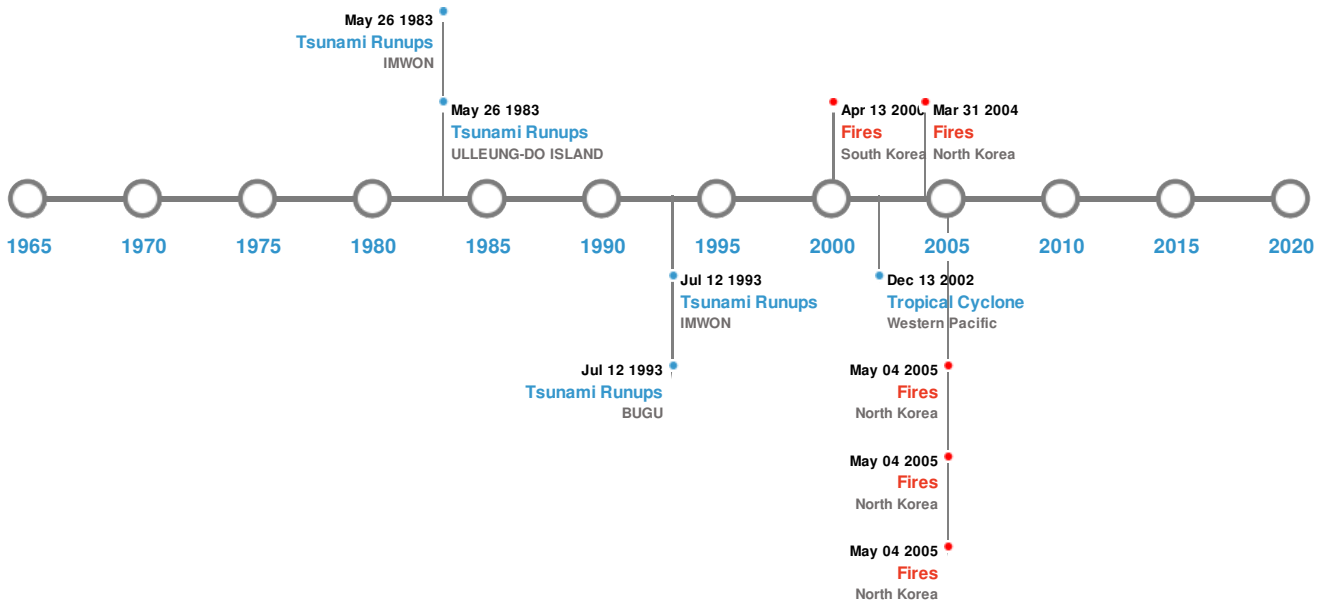 May 26 1983
Tsunami Runups
IMWON
May 26 1983
Tsunami Runups
ULLEUNG-DO ISLAND
Apr 13 2000
Fires
South Korea
Mar 31 2004
Fires
North Korea
1965 1970 1975 1980 1985 1990 1995 2000 2005 2010 2015 2020
Jul 12 1993
Tsunami Runups
IMWON
Dec 13 2002
Tropical Cyclone
Western Pacific
Jul 12 1993
Tsunami Runups
BUGU
May 04 2005
Fires
North Korea
May 04 2005
Fires
North Korea
May 04 2005
Fires
North Korea